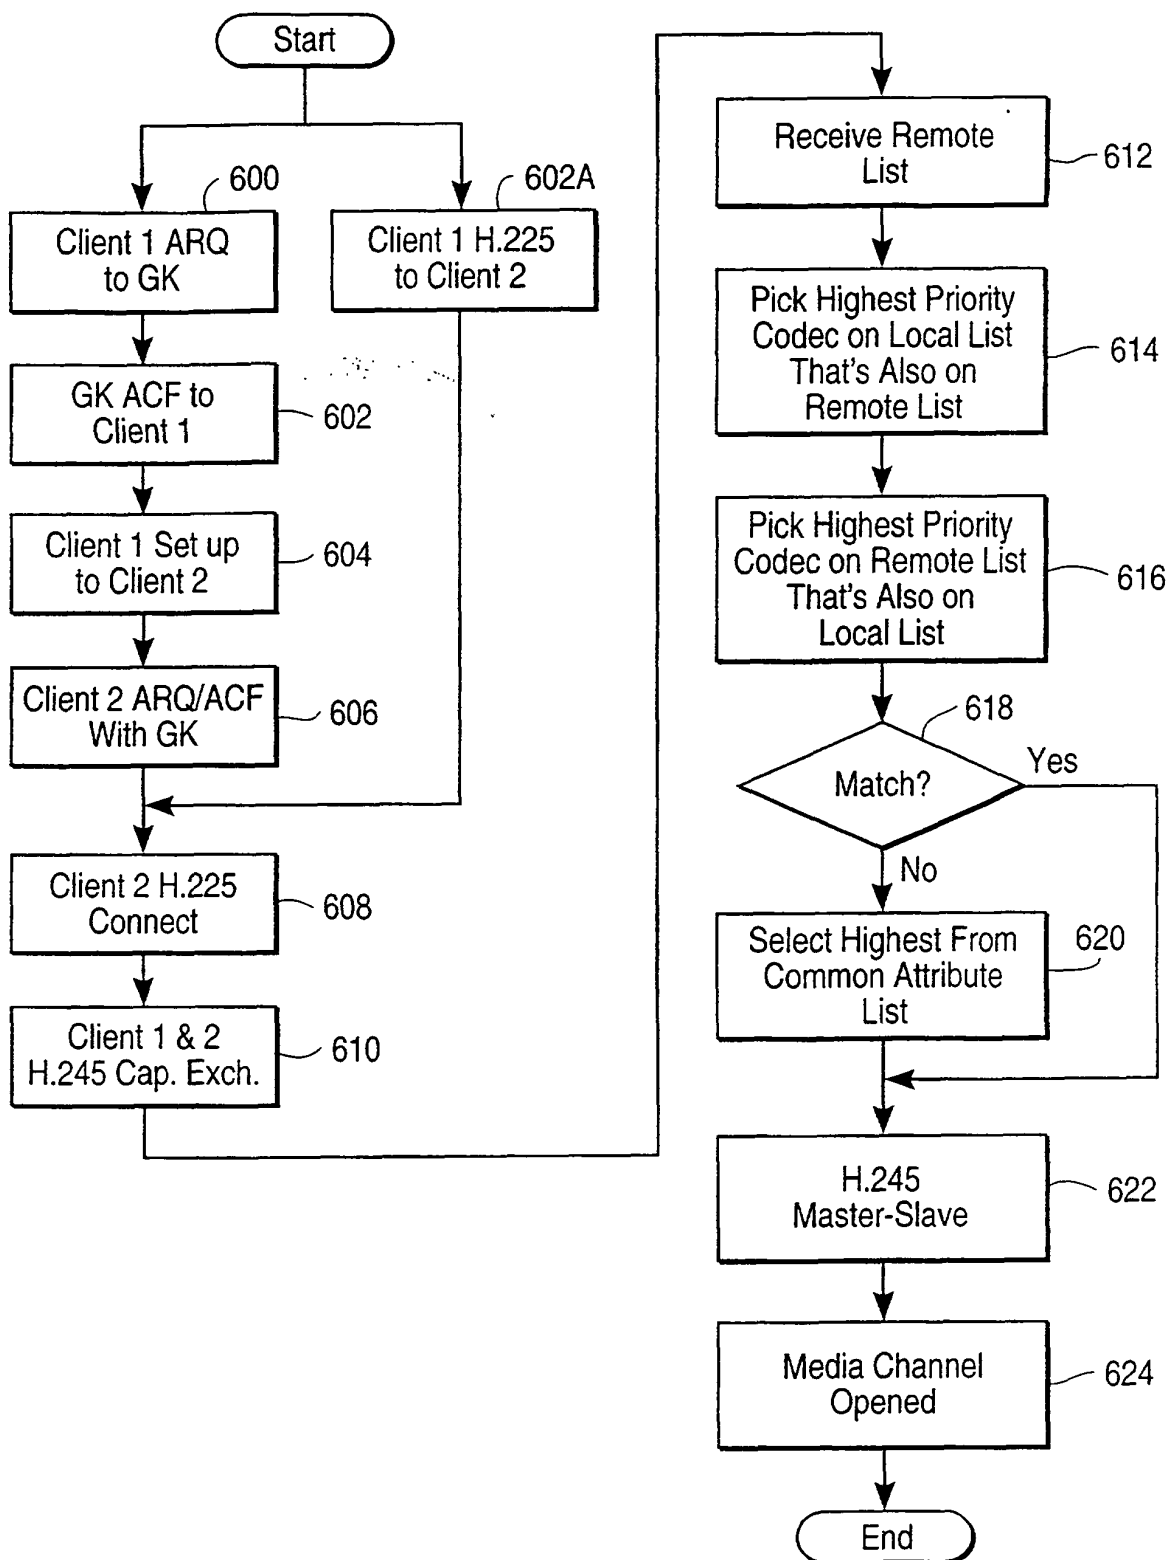 Start
600
Client 1 ARQ
to GK
602A
Client 1 H.225
to Client 2
GK ACF to
Client 1
602
Client 1 Set up
to Client 2
604
Client 2 ARQ/ACF
With GK
606
Client 2 H.225
Connect
608
Client 1 & 2
H.245 Cap. Exch.
610
Receive Remote
List
612
Pick Highest Priority
Codec on Local List
That's Also on
Remote List
614
Pick Highest Priority
Codec on Remote List
That's Also on
Local List
616
618
Match?
Yes
No
Select Highest From
Common Attribute
List
620
H.245
Master-Slave
622
Media Channel
Opened
624
End